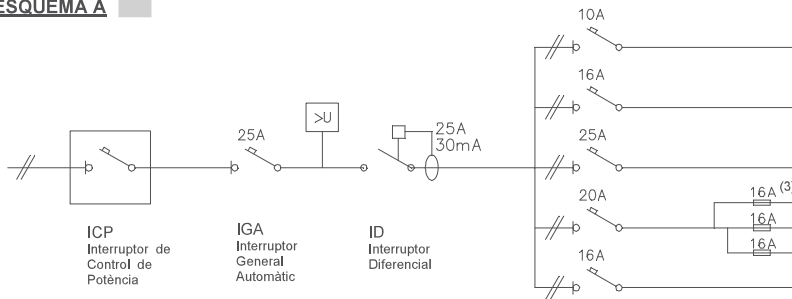 ESQUEMA A
10A
16A
25A
>U
25A
30mA
25A
20A
16A (3)
16A
16A
16A
ICP
Interruptor de
Control de
Potència
IGA
Interruptor
General
Automàtic
ID
Interruptor
Diferencial